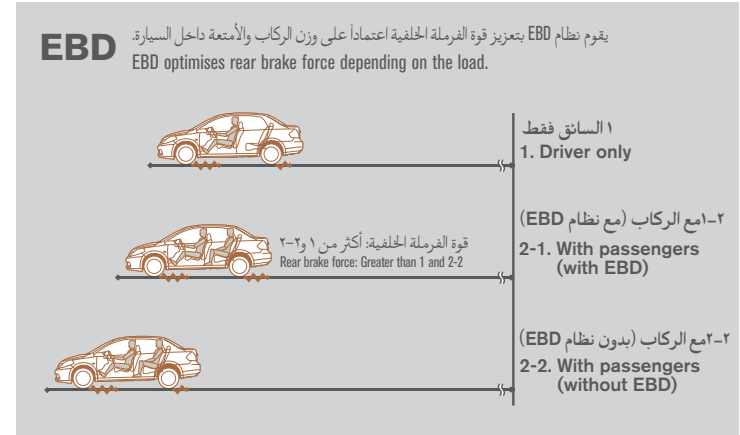 EBD
يقوم نظام EBD بتعزيز قوة الفرملة الخلفية اعتماداً على وزن الركاب والأمتعة داخل السيارة.
EBD optimises rear brake force depending on the load.
١ السائق فقط
1. Driver only
٢-١مع الركاب (مع نظام EBD)
2-1. With passengers
(with EBD)
قوة الفرملة الخلفية: أكثر من ١ و٢-٢
Rear brake force: Greater than 1 and 2-2
٢-٢مع الركاب (بدون نظام EBD)
2-2. With passengers
(without EBD)